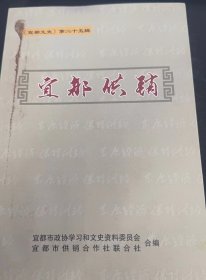 《宜都文史》第二十五辑
宜都供销
宜都市政协学习和文史资料委员会
宜都市供销合作社联合社
合编